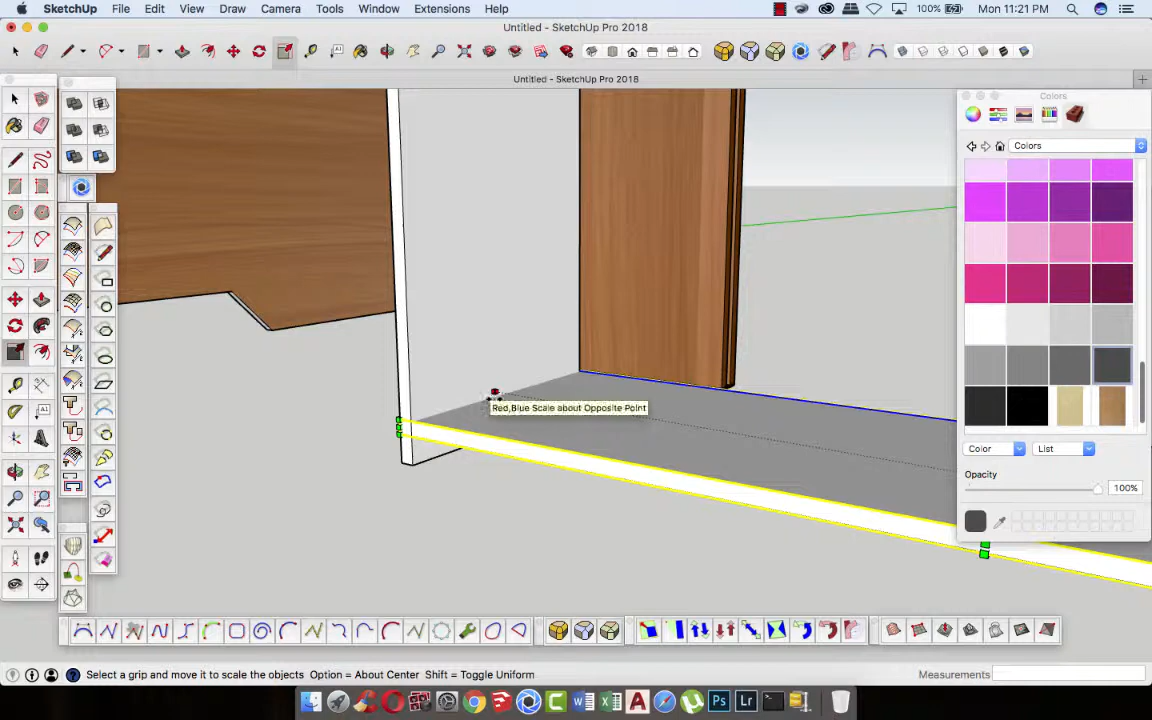 SketchUp File Edit View Draw Camera Tools Window Extensions Help 100% Mon 11:21 PM
Untitled - SketchUp Pro 2018
Untitled - SketchUp Pro 2018
Colors
Colors
Red,Blue Scale about Opposite Point
Color List
Opacity
100%
Select a grip and move it to scale the objects Option = About Center Shift = Toggle Uniform Measurements
W A Ps Lr